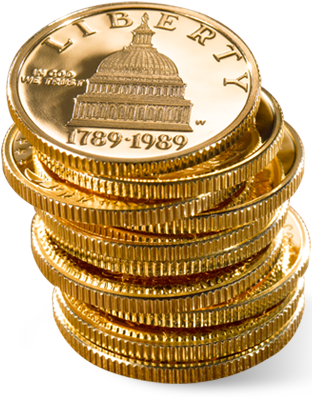 LIBERTY
IN GOD
WE TRUST
W
1789·1989